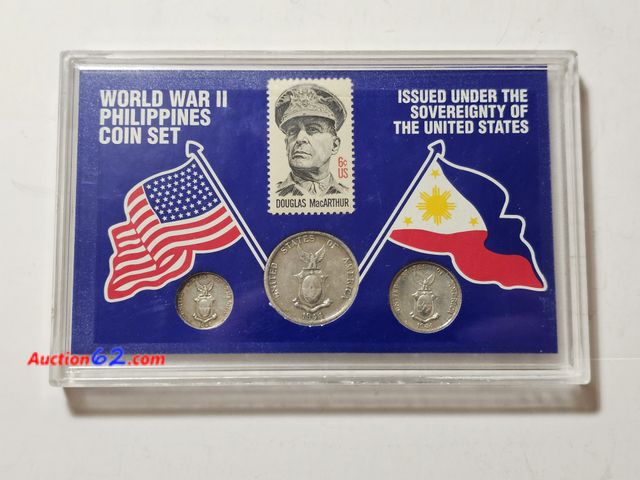 WORLD WAR II
PHILIPPINES
COIN SET
ISSUED UNDER THE
SOVEREIGNTY OF
THE UNITED STATES
6¢
US
DOUGLAS MacARTHUR
UNITED STATES OF AMERICA
Auction62.com